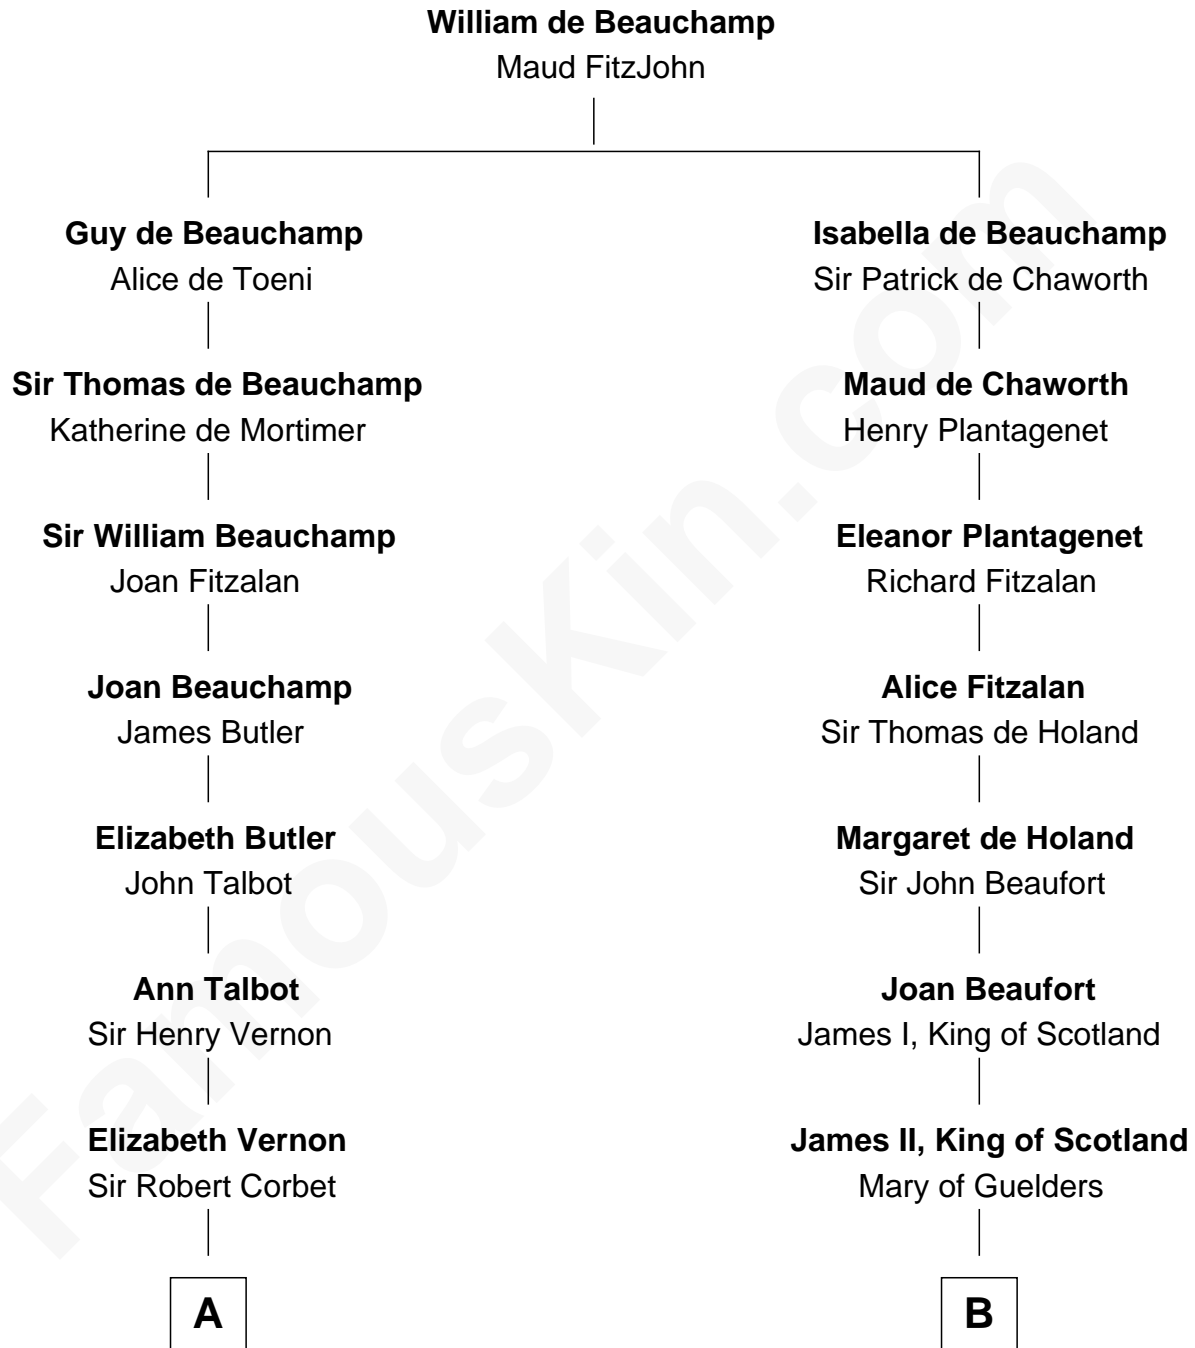 William de Beauchamp
Maud FitzJohn
Guy de Beauchamp
Alice de Toeni
Isabella de Beauchamp
Sir Patrick de Chaworth
Sir Thomas de Beauchamp
Katherine de Mortimer
Maud de Chaworth
Henry Plantagenet
Sir William Beauchamp
Joan Fitzalan
Eleanor Plantagenet
Richard Fitzalan
Joan Beauchamp
James Butler
Alice Fitzalan
Sir Thomas de Holand
Elizabeth Butler
John Talbot
Margaret de Holand
Sir John Beaufort
Ann Talbot
Sir Henry Vernon
Joan Beaufort
James I, King of Scotland
Elizabeth Vernon
Sir Robert Corbet
James II, King of Scotland
Mary of Guelders
A
B
FamousKin.com